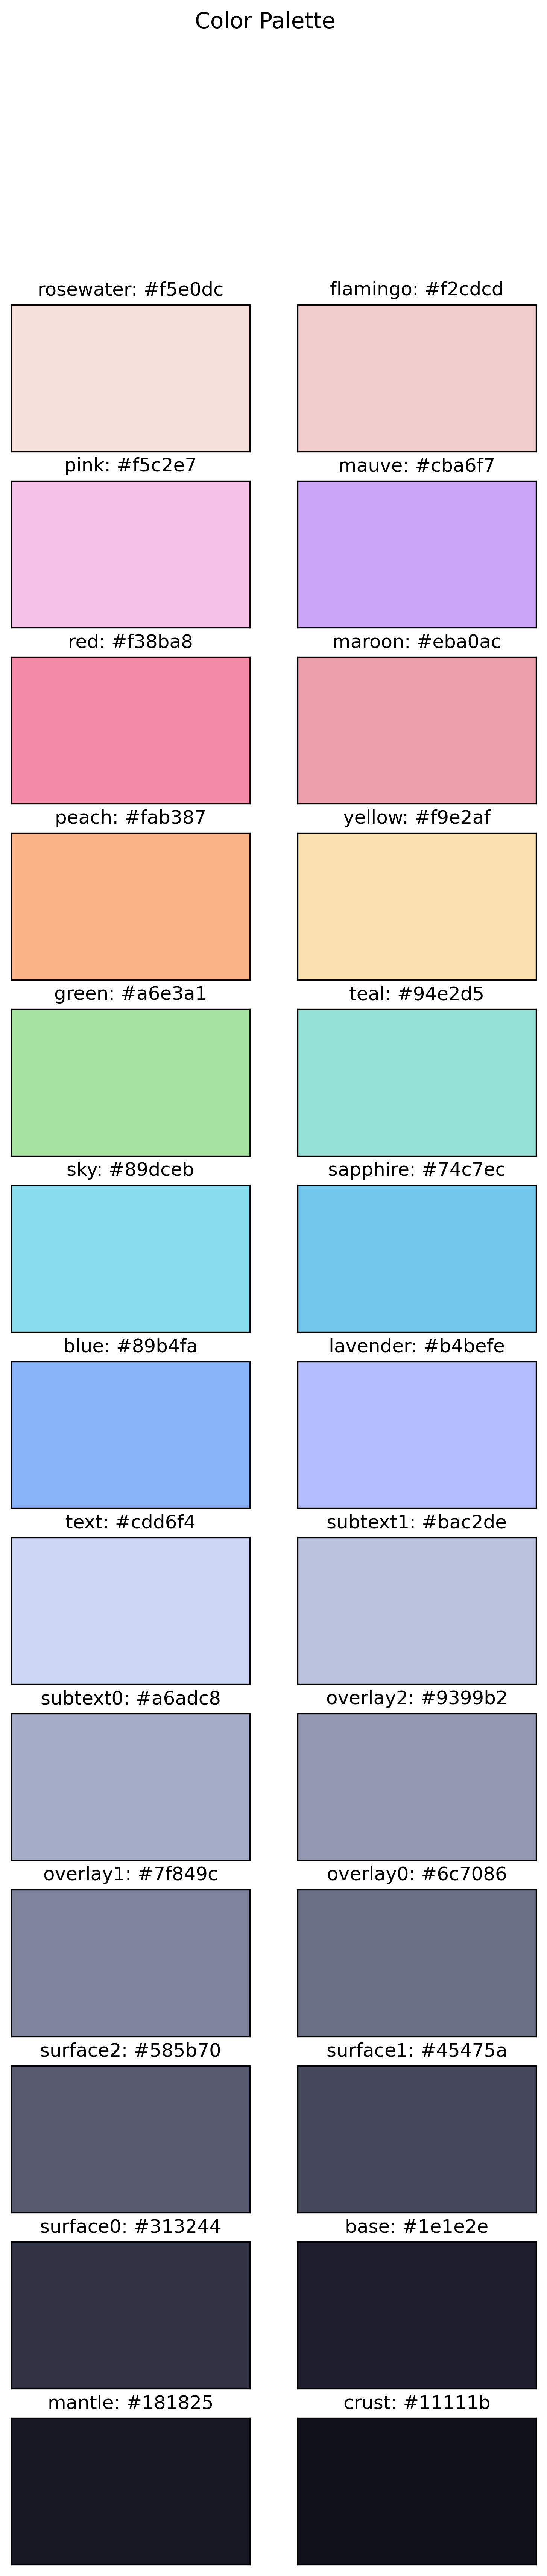 Color Palette
rosewater: #f5e0dc
flamingo: #f2cdcd
pink: #f5c2e7
mauve: #cba6f7
red: #f38ba8
maroon: #eba0ac
peach: #fab387
yellow: #f9e2af
green: #a6e3a1
teal: #94e2d5
sky: #89dceb
sapphire: #74c7ec
blue: #89b4fa
lavender: #b4befe
text: #cdd6f4
subtext1: #bac2de
subtext0: #a6adc8
overlay2: #9399b2
overlay1: #7f849c
overlay0: #6c7086
surface2: #585b70
surface1: #45475a
surface0: #313244
base: #1e1e2e
mantle: #181825
crust: #11111b